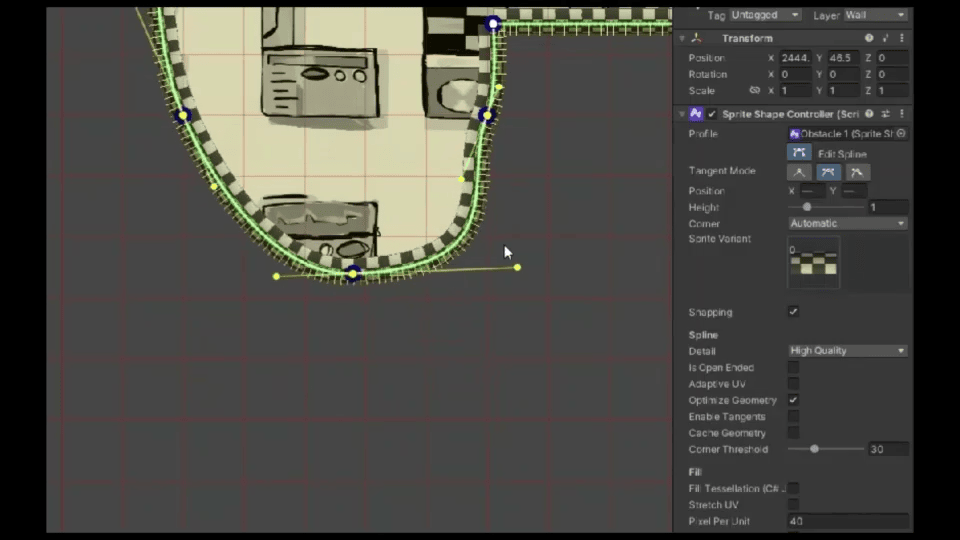 Tag Untagged Layer Wall
Transform
Position X 2444. Y 46.5 Z 0
Rotation X 0 Y 0 Z 0
Scale X 1 Y 1 Z 1
Sprite Shape Controller (Scri
Profile Obstacle 1 (Sprite Sh
Edit Spline
Tangent Mode
Position X — Y —
Height 1
Corner Automatic
Sprite Variant
0
Snapping
Spline
Detail High Quality
Is Open Ended
Adaptive UV
Optimize Geometry
Enable Tangents
Cache Geometry
Corner Threshold 30
Fill
Fill Tessellation (C# J
Stretch UV
Pixel Per Unit 40